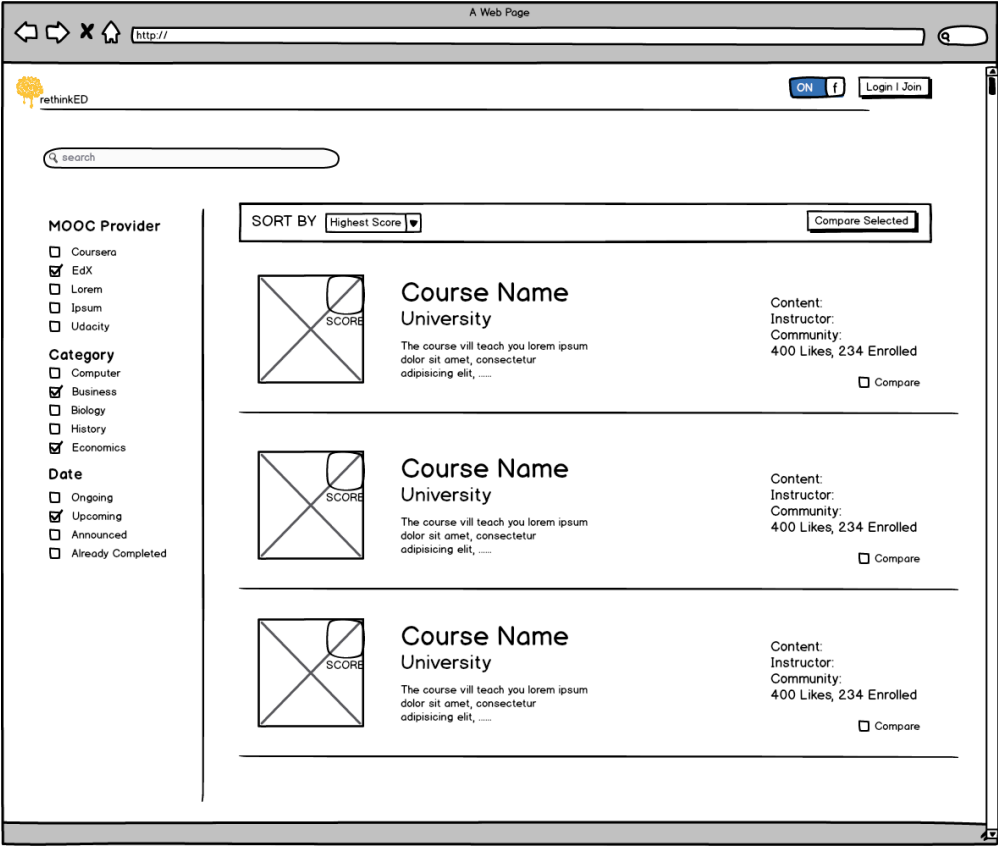 A Web Page
http://
rethinkED
ON f
Login | Join
search
MOOC Provider
Coursera
EdX
Lorem
Ipsum
Udacity
Category
Computer
Business
Biology
History
Economics
Date
Ongoing
Upcoming
Announced
Already Completed
SORT BY Highest Score
Compare Selected
SCORE
Course Name
University
The course vill teach you lorem ipsum
dolor sit amet, consectetur
adipisicing elit, ......
Content:
Instructor:
Community:
400 Likes, 234 Enrolled
Compare
SCORE
Course Name
University
The course vill teach you lorem ipsum
dolor sit amet, consectetur
adipisicing elit, ......
Content:
Instructor:
Community:
400 Likes, 234 Enrolled
Compare
SCORE
Course Name
University
The course vill teach you lorem ipsum
dolor sit amet, consectetur
adipisicing elit, ......
Content:
Instructor:
Community:
400 Likes, 234 Enrolled
Compare